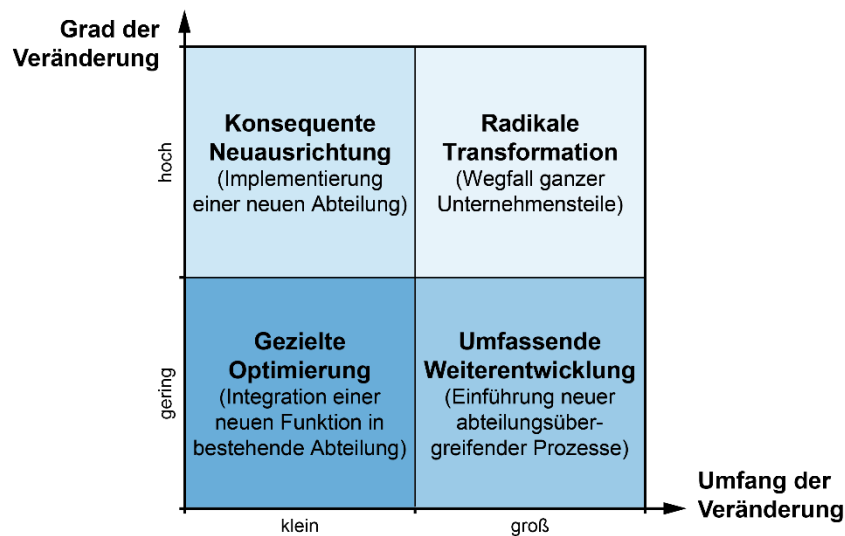 Grad der
Veränderung
hoch
Konsequente
Neuausrichtung
(Implementierung
einer neuen Abteilung)
Radikale
Transformation
(Wegfall ganzer
Unternehmensteile)
gering
Gezielte
Optimierung
(Integration einer
neuen Funktion in
bestehende Abteilung)
Umfassende
Weiterentwicklung
(Einführung neuer
abteilungsüber-
greifender Prozesse)
klein
groß
Umfang der
Veränderung